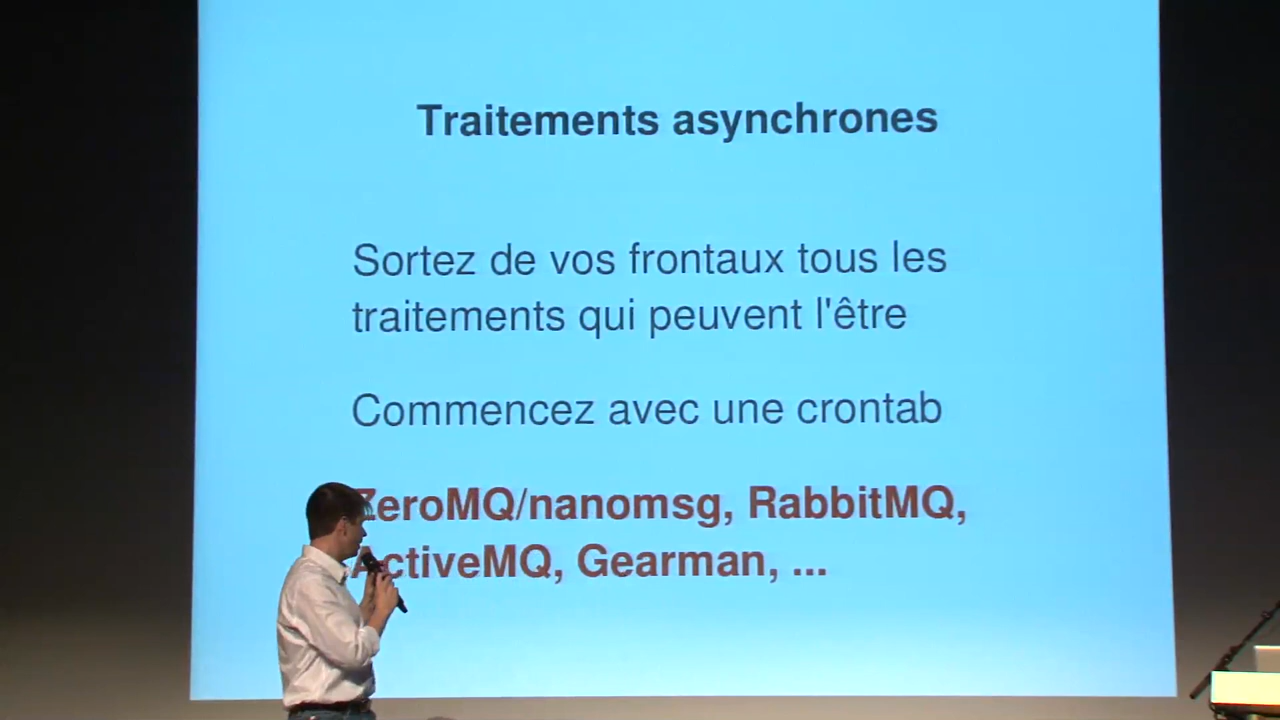 Traitements asynchrones
Sortez de vos frontaux tous les
traitements qui peuvent l'être
Commencez avec une crontab
ZeroMQ/nanomsg, RabbitMQ,
ActiveMQ, Gearman, ...